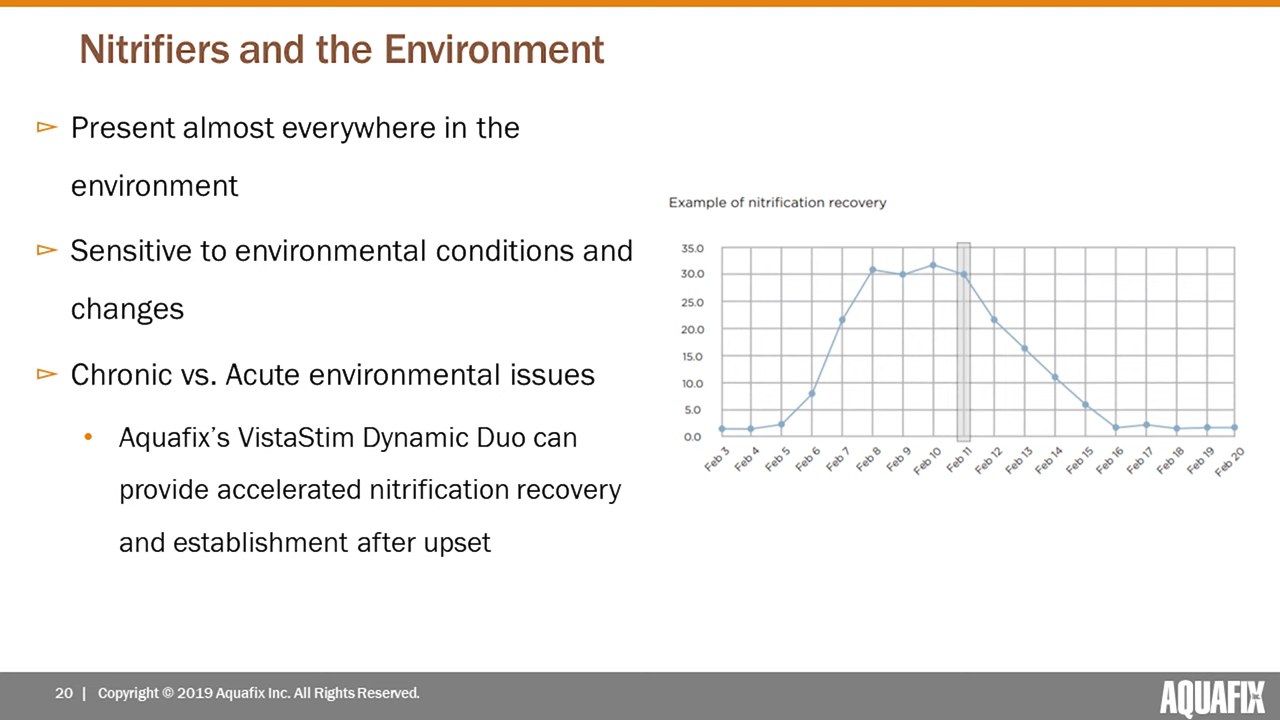 Nitrifiers and the Environment
Present almost everywhere in the
environment
Sensitive to environmental conditions and
changes
Chronic vs. Acute environmental issues
Aquafix’s VistaStim Dynamic Duo can
provide accelerated nitrification recovery
and establishment after upset
Example of nitrification recovery
35.0
30.0
25.0
20.0
15.0
10.0
5.0
0.0
Feb 3 Feb 4 Feb 5 Feb 6 Feb 7 Feb 8 Feb 9 Feb 10 Feb 11 Feb 12 Feb 13 Feb 14 Feb 15 Feb 16 Feb 17 Feb 18 Feb 19 Feb 20
20 | Copyright © 2019 Aquafix Inc. All Rights Reserved.
AQUAFIX